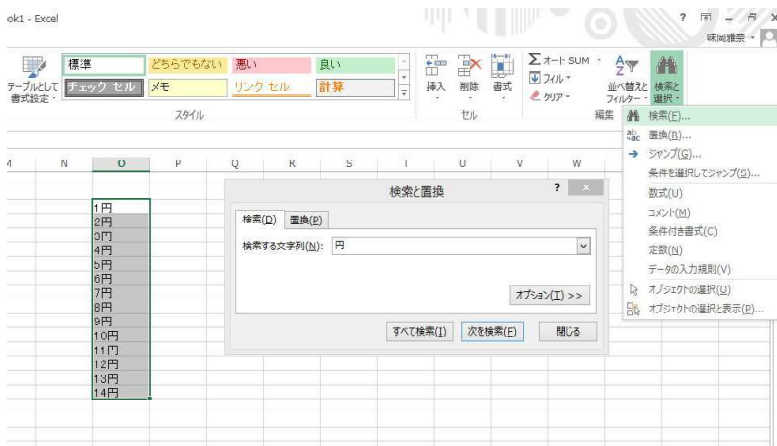 ok1 - Excel
?
味岡雅奈
標準 どちらでもない 悪い 良い
チェック セル メモ リンク セル 計算
テーブルとして
書式設定
スタイル
挿入 削除 書式
セル
Σ オート SUM
フィル
クリア
並べ替えと
フィルター
検索と
選択
編集
検索(F)...
置換(R)...
ジャンプ(G)...
条件を選択してジャンプ(S)...
数式(U)
コメント(M)
条件付き書式(C)
定数(N)
データの入力規則(V)
オブジェクトの選択(O)
オブジェクトの選択と表示(P)...
M N O P Q R S T U V W
1円
2円
3円
4円
5円
6円
7円
8円
9円
10円
11円
12円
13円
14円
検索と置換 ? ×
検索(D) 置換(P)
検索する文字列(N): 円
オプション(T) >>
すべて検索(I) 次を検索(F) 閉じる